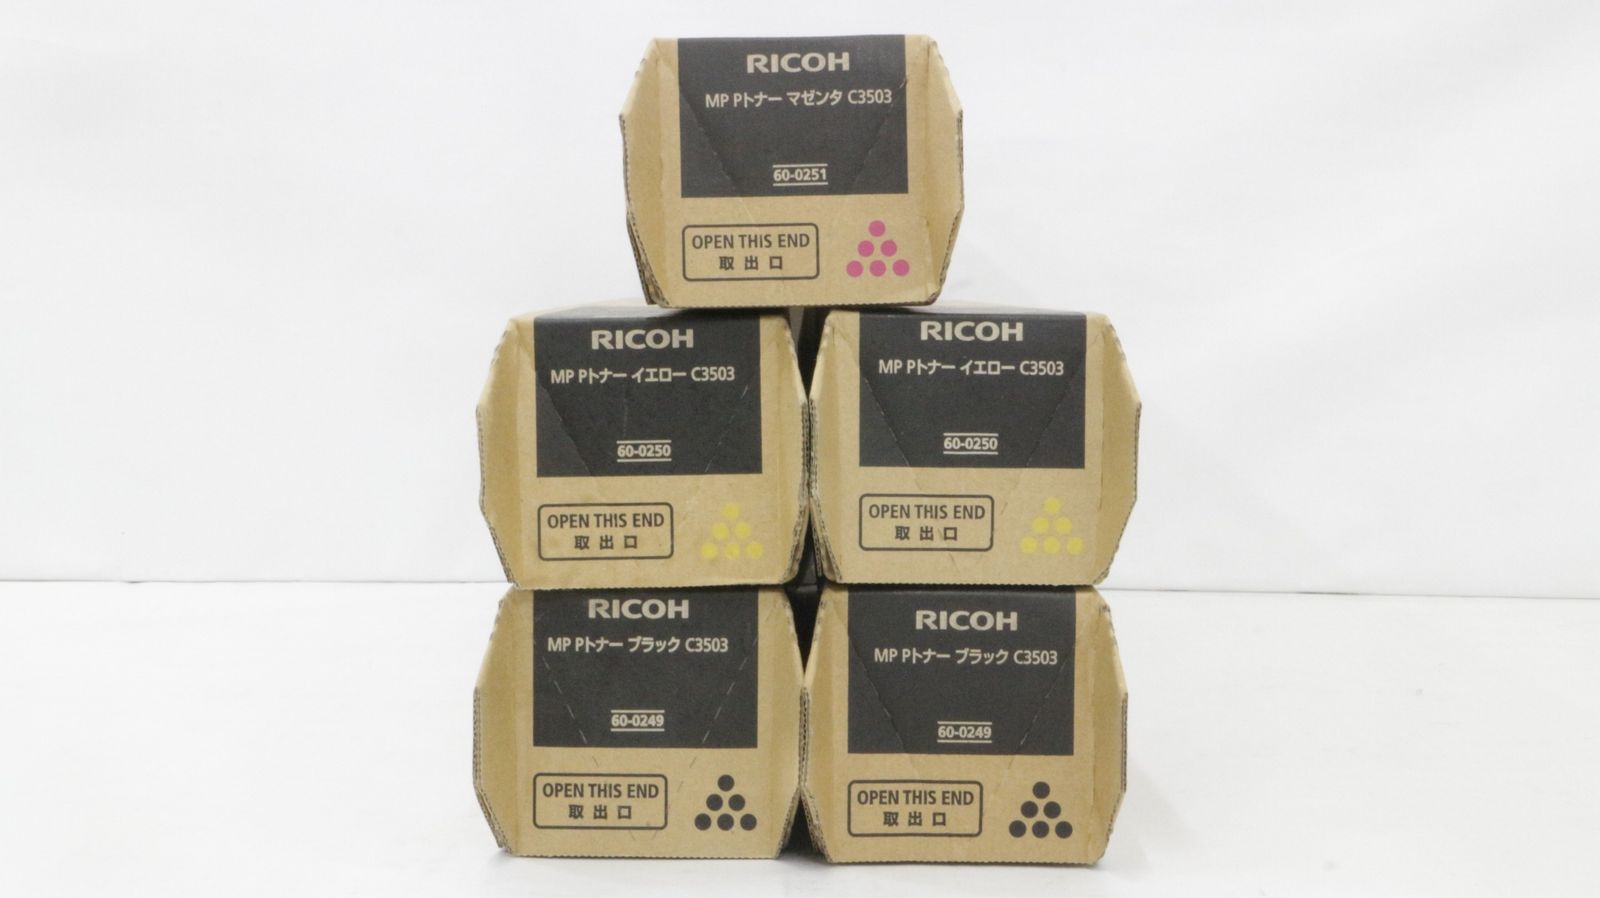 RICOH
MP Pトナー マゼンタ C3503
60-0251
OPEN THIS END
取出口
RICOH
MP Pトナー イエロー C3503
60-0250
OPEN THIS END
取出口
RICOH
MP Pトナー イエロー C3503
60-0250
OPEN THIS END
取出口
RICOH
MP Pトナー ブラック C3503
60-0249
OPEN THIS END
取出口
RICOH
MP Pトナー ブラック C3503
60-0249
OPEN THIS END
取出口